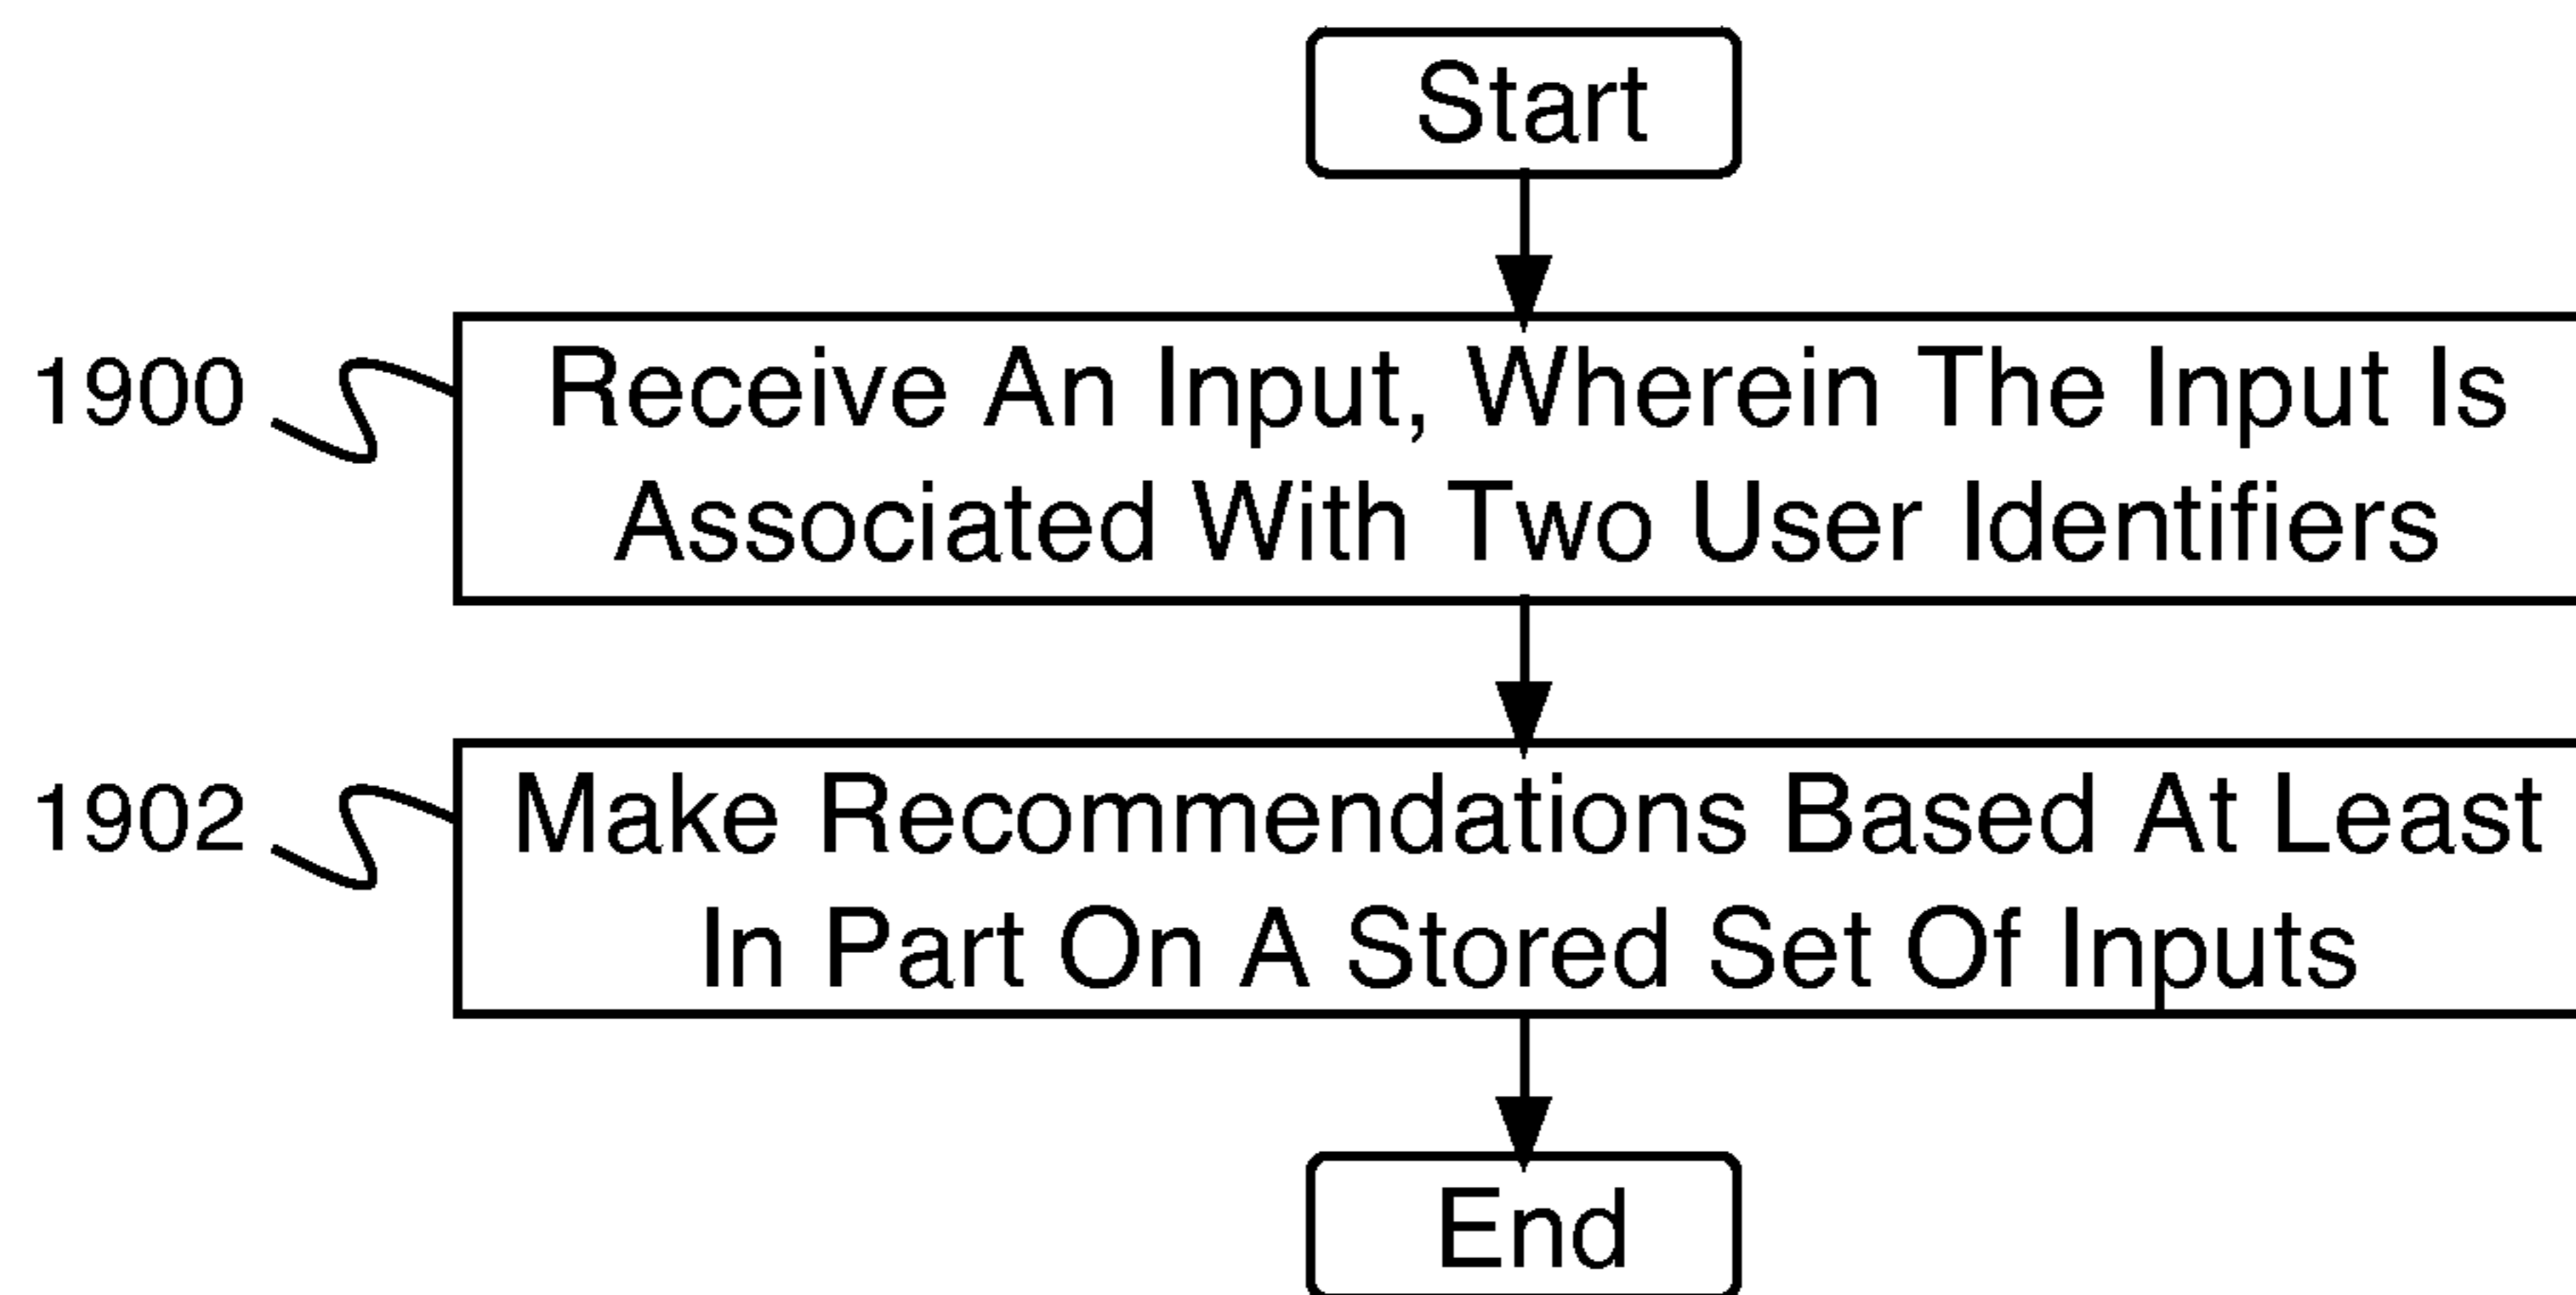 Start
1900
Receive An Input, Wherein The Input Is
Associated With Two User Identifiers
1902
Make Recommendations Based At Least
In Part On A Stored Set Of Inputs
End